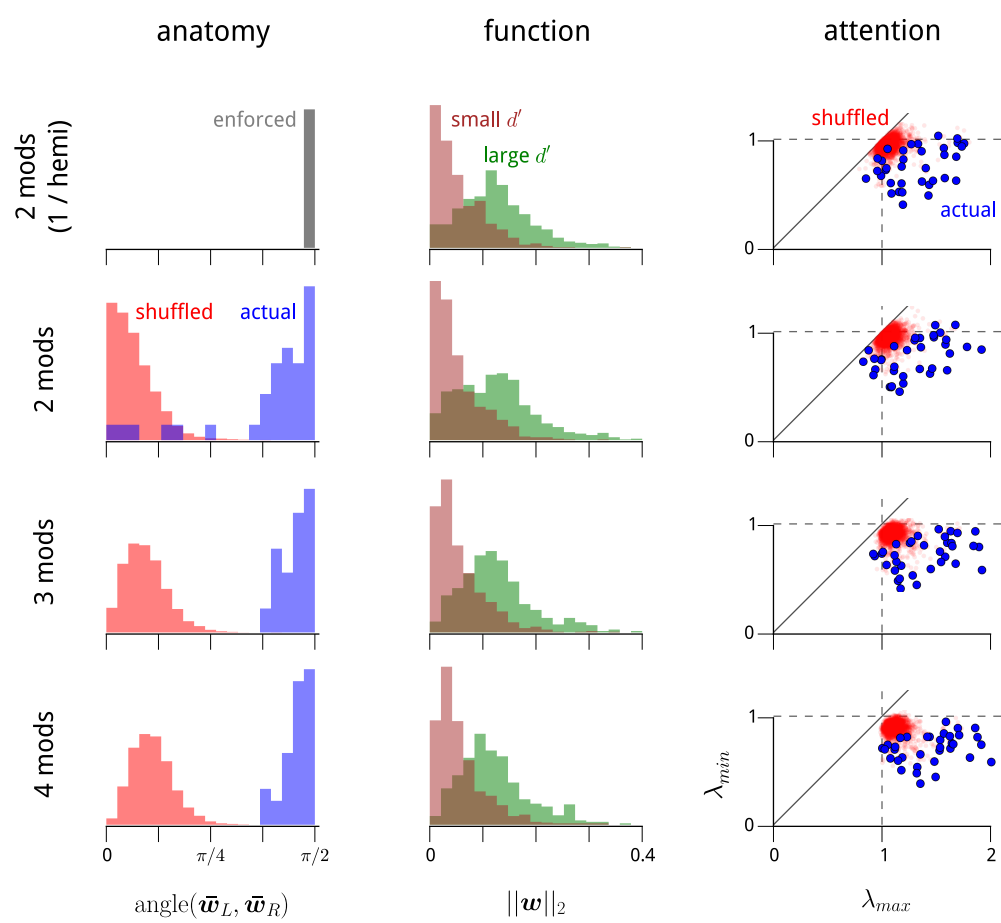 anatomy function attention
2 mods
(1 / hemi)
enforced
small d′
large d′
shuffled
actual
1
0
2 mods
shuffled actual
1
0
3 mods
1
0
4 mods
1
0
λmin
0 π/4 π/2
0 0.4
0 1 2
angle(w̄L, w̄R)
||w||2
λmax